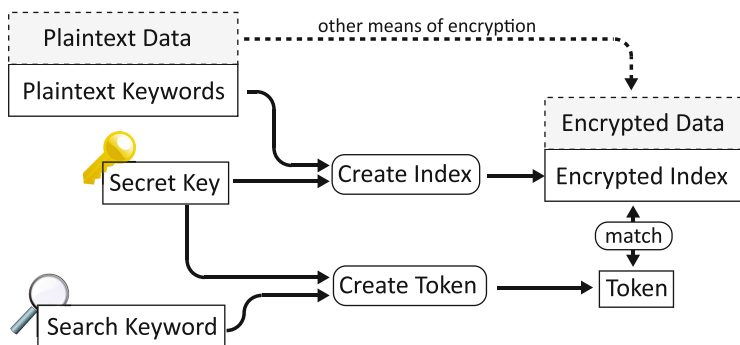 Plaintext Data
other means of encryption
Plaintext Keywords
Encrypted Data
Secret Key
Create Index
Encrypted Index
match
Create Token
Token
Search Keyword